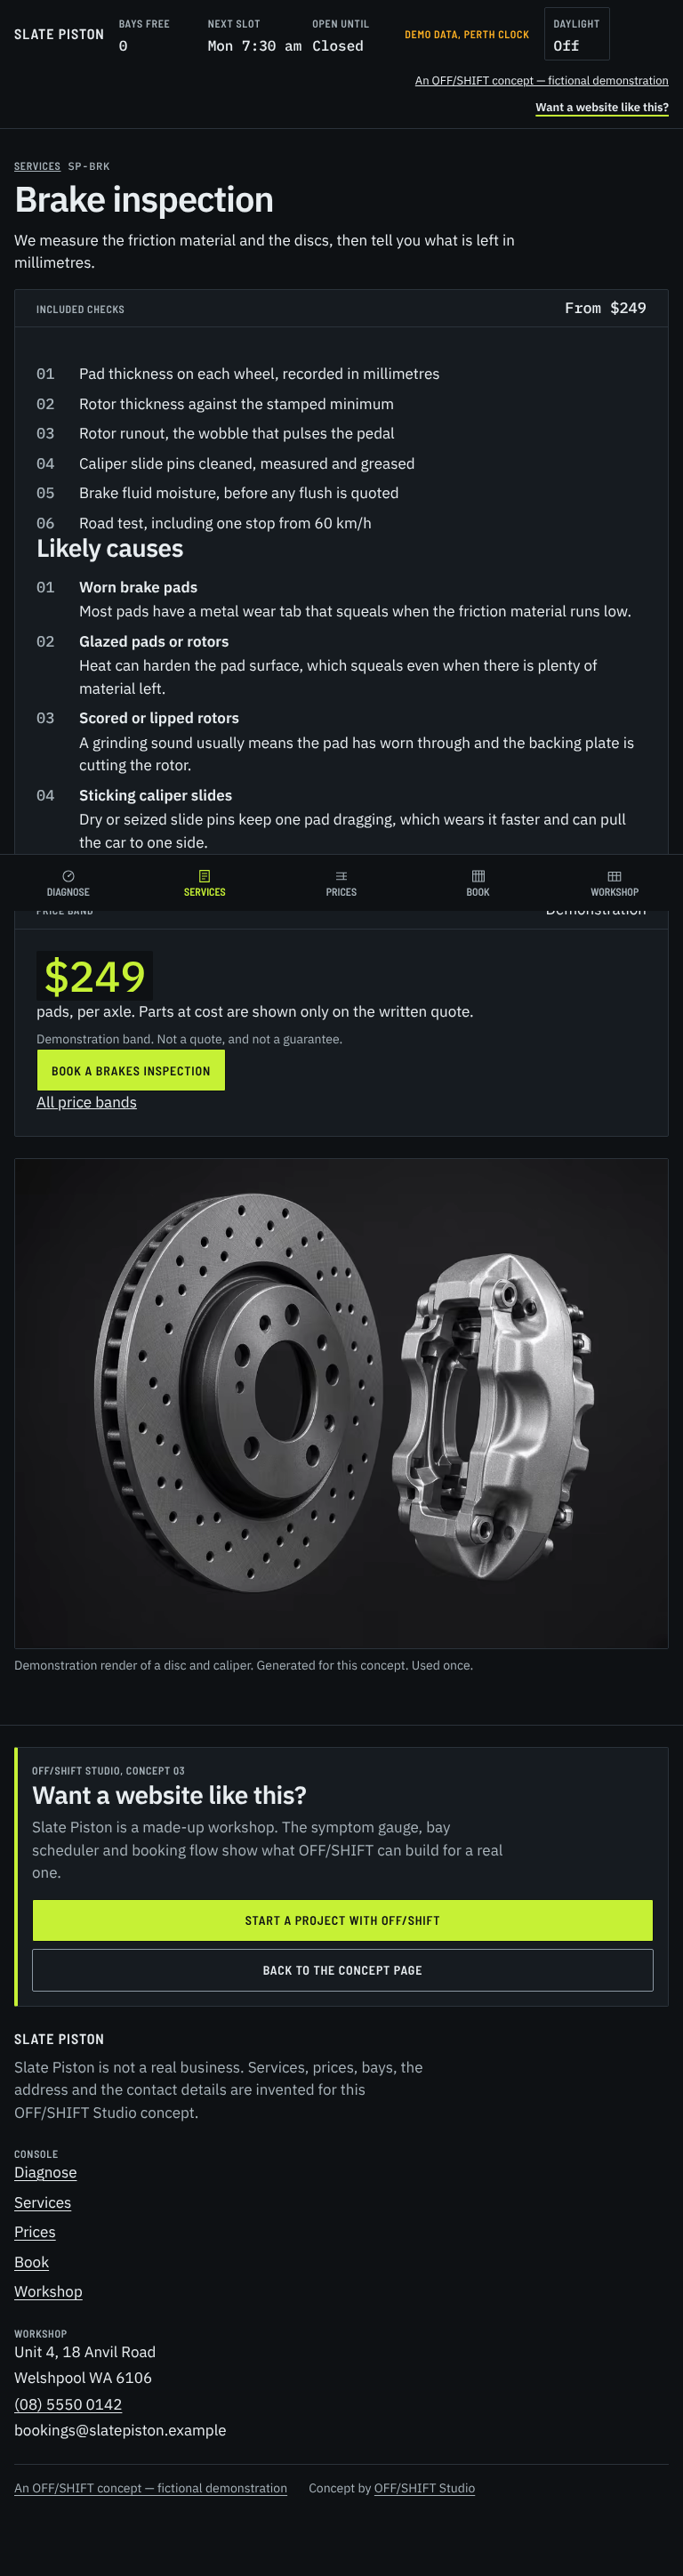 SLATE PISTON
BAYS FREE
0
NEXT SLOT
Mon 7:30 am
OPEN UNTIL
Closed
DEMO DATA, PERTH CLOCK
DAYLIGHT
Off
An OFF/SHIFT concept — fictional demonstration
Want a website like this?
SERVICES SP-BRK
Brake inspection
We measure the friction material and the discs, then tell you what is left in
millimetres.
INCLUDED CHECKS
From $249
01 Pad thickness on each wheel, recorded in millimetres
02 Rotor thickness against the stamped minimum
03 Rotor runout, the wobble that pulses the pedal
04 Caliper slide pins cleaned, measured and greased
05 Brake fluid moisture, before any flush is quoted
06 Road test, including one stop from 60 km/h
Likely causes
01 Worn brake pads
Most pads have a metal wear tab that squeals when the friction material runs low.
02 Glazed pads or rotors
Heat can harden the pad surface, which squeals even when there is plenty of
material left.
03 Scored or lipped rotors
A grinding sound usually means the pad has worn through and the backing plate is
cutting the rotor.
04 Sticking caliper slides
Dry or seized slide pins keep one pad dragging, which wears it faster and can pull
the car to one side.
DIAGNOSE
SERVICES
PRICES
BOOK
WORKSHOP
PRICE BAND
Demonstration
$249
pads, per axle. Parts at cost are shown only on the written quote.
Demonstration band. Not a quote, and not a guarantee.
BOOK A BRAKES INSPECTION
All price bands
Demonstration render of a disc and caliper. Generated for this concept. Used once.
OFF/SHIFT STUDIO, CONCEPT 03
Want a website like this?
Slate Piston is a made-up workshop. The symptom gauge, bay
scheduler and booking flow show what OFF/SHIFT can build for a real
one.
START A PROJECT WITH OFF/SHIFT
BACK TO THE CONCEPT PAGE
SLATE PISTON
Slate Piston is not a real business. Services, prices, bays, the
address and the contact details are invented for this
OFF/SHIFT Studio concept.
CONSOLE
Diagnose
Services
Prices
Book
Workshop
WORKSHOP
Unit 4, 18 Anvil Road
Welshpool WA 6106
(08) 5550 0142
bookings@slatepiston.example
An OFF/SHIFT concept — fictional demonstration
Concept by OFF/SHIFT Studio